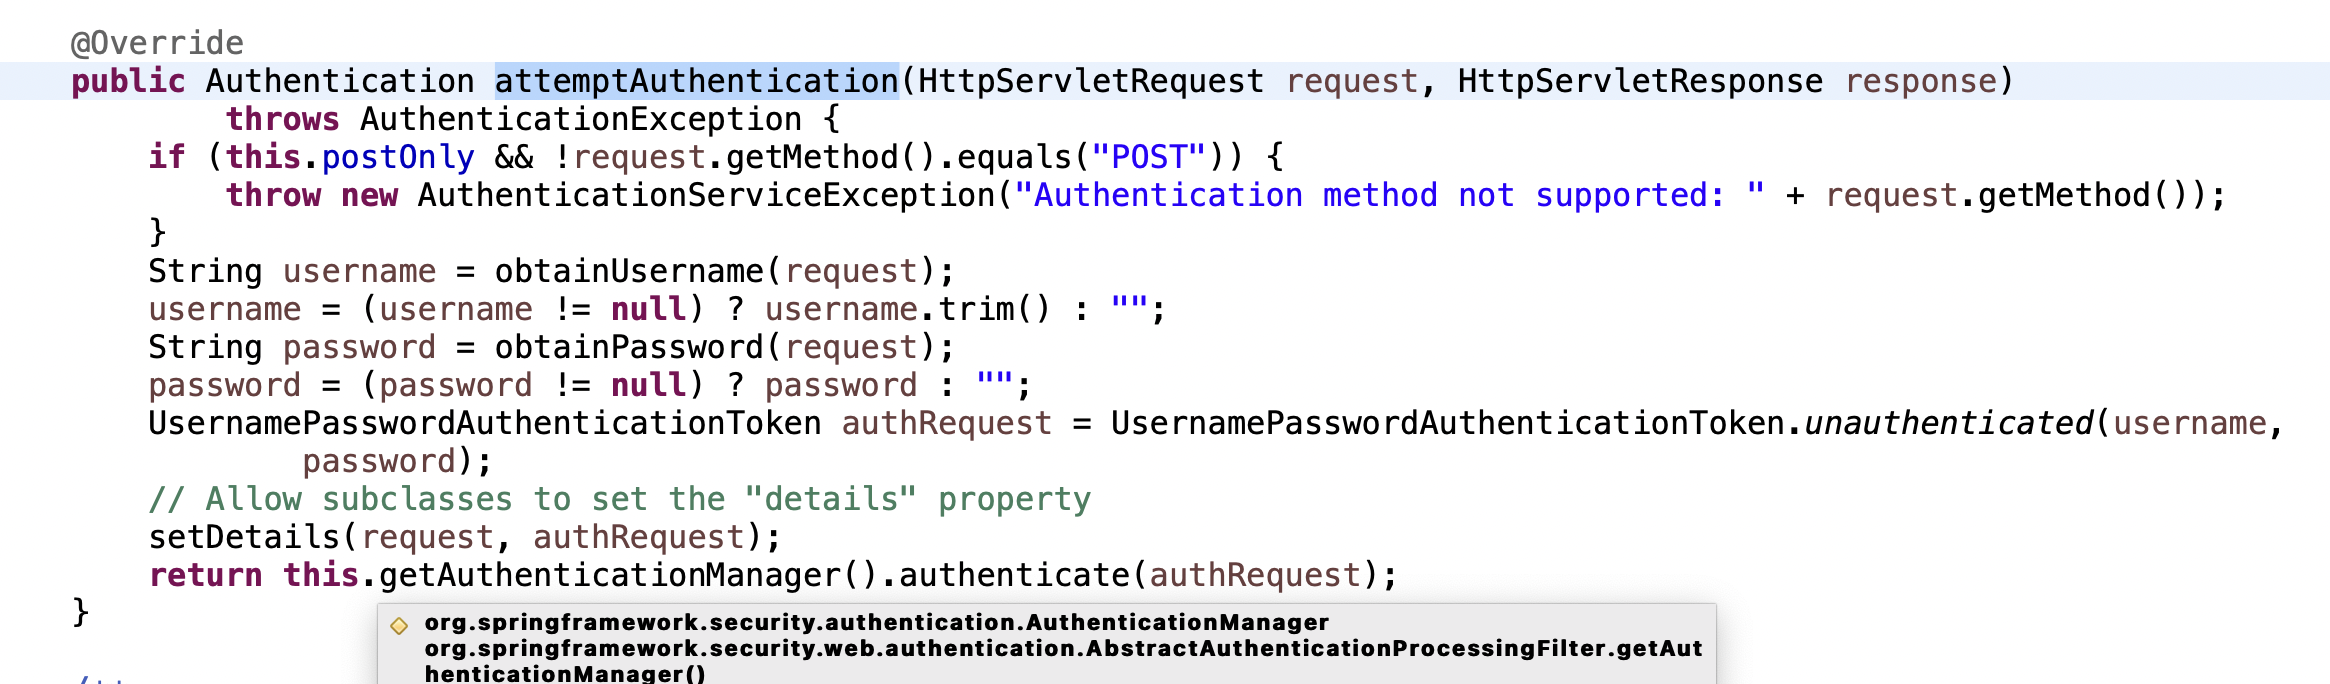 @Override
public Authentication attemptAuthentication(HttpServletRequest request, HttpServletResponse response)
throws AuthenticationException {
if (this.postOnly && !request.getMethod().equals("POST")) {
throw new AuthenticationServiceException("Authentication method not supported: " + request.getMethod());
}
String username = obtainUsername(request);
username = (username != null) ? username.trim() : "";
String password = obtainPassword(request);
password = (password != null) ? password : "";
UsernamePasswordAuthenticationToken authRequest = UsernamePasswordAuthenticationToken.unauthenticated(username,
password);
// Allow subclasses to set the "details" property
setDetails(request, authRequest);
return this.getAuthenticationManager().authenticate(authRequest);
}
org.springframework.security.authentication.AuthenticationManager
org.springframework.security.web.authentication.AbstractAuthenticationProcessingFilter.getAut
henticationManager()
/**